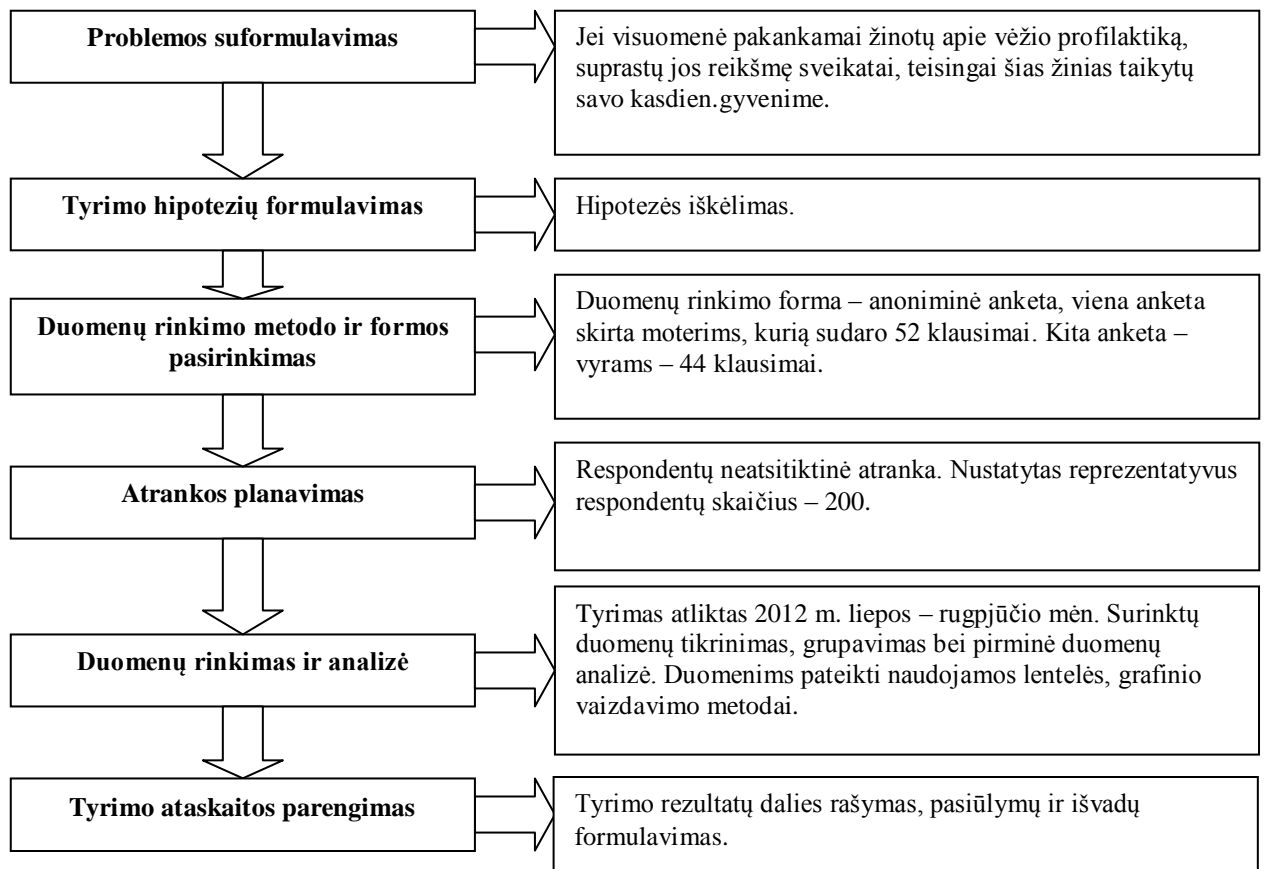 Problemos suformulavimas
Jei visuomenė pakankamai žinotų apie vėžio profilaktiką,
suprastų jos reikšmę sveikatai, teisingai šias žinias taikytų
savo kasdien.gyvenime.
Tyrimo hipotezių formulavimas
Hipotezės iškėlimas.
Duomenų rinkimo metodo ir formos
pasirinkimas
Duomenų rinkimo forma – anoniminė anketa, viena anketa
skirta moterims, kurią sudaro 52 klausimai. Kita anketa –
vyrams – 44 klausimai.
Atrankos planavimas
Respondentų neatsitiktinė atranka. Nustatytas reprezentatyvus
respondentų skaičius – 200.
Duomenų rinkimas ir analizė
Tyrimas atliktas 2012 m. liepos – rugpjūčio mėn. Surinktų
duomenų tikrinimas, grupavimas bei pirminė duomenų
analizė. Duomenims pateikti naudojamos lentelės, grafinio
vaizdavimo metodai.
Tyrimo ataskaitos parengimas
Tyrimo rezultatų dalies rašymas, pasiūlymų ir išvadų
formulavimas.